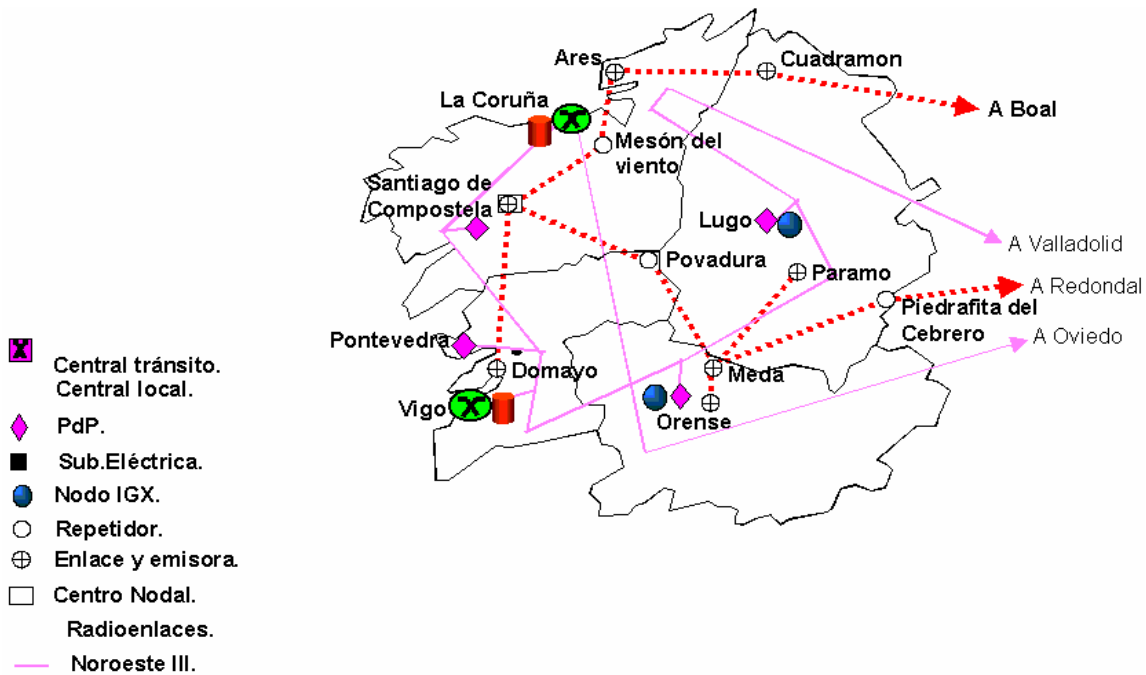 Ares
Cuadramon
La Coruña
A Boal
Mesón del
viento
Santiago de
Compostela
Lugo
A Valladolid
Povadura
Paramo
A Redondal
Piedrafita del
Cebrero
Pontevedra
A Oviedo
Domayo
Meda
Vigo
Orense
Central tránsito.
Central local.
PdP.
Sub.Eléctrica.
Nodo IGX.
Repetidor.
Enlace y emisora.
Centro Nodal.
Radioenlaces.
Noroeste III.